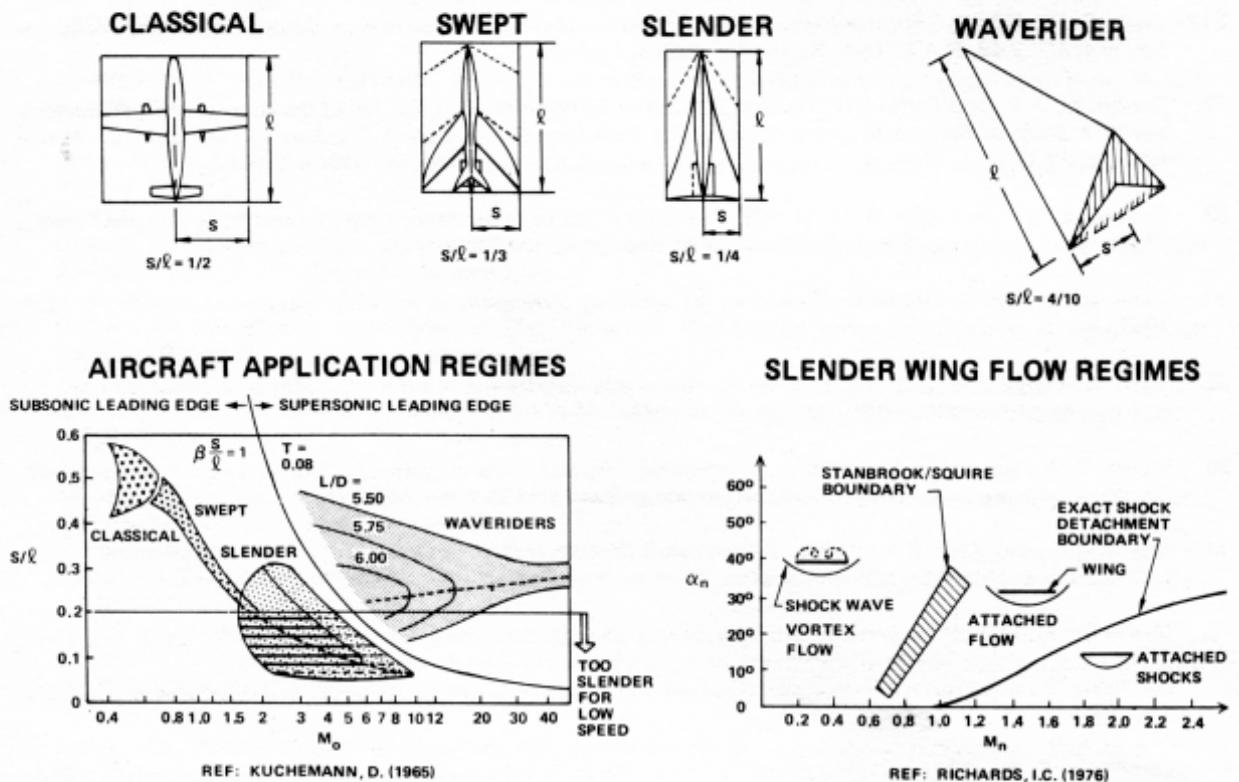 CLASSICAL
SWEPT
SLENDER
WAVERIDER
ℓ
S
S/ℓ = 1/2
ℓ
S
S/ℓ = 1/3
ℓ
S
S/ℓ = 1/4
ℓ
S
S/ℓ = 4/10
AIRCRAFT APPLICATION REGIMES
SUBSONIC LEADING EDGE
SUPERSONIC LEADING EDGE
0.6
0.5
0.4
0.3
0.2
0.1
0
S/ℓ
β S/ℓ = 1
T = 0.08
L/D =
5.50
5.75
6.00
WAVERIDERS
SWEPT
CLASSICAL
SLENDER
TOO
SLENDER
FOR
LOW
SPEED
0.4 0.8 1.0 1.5 2 3 4 5 6 7 8 10 12 20 30 40
Mo
REF: KUCHEMANN, D. (1965)
SLENDER WING FLOW REGIMES
STANBROOK/SQUIRE
BOUNDARY
EXACT SHOCK
DETACHMENT
BOUNDARY
WING
60°
50°
40°
30°
20°
10°
0
αn
SHOCK WAVE
VORTEX
FLOW
ATTACHED
FLOW
ATTACHED
SHOCKS
0.2 0.4 0.6 0.8 1.0 1.2 1.4 1.6 1.8 2.0 2.2 2.4
Mn
REF: RICHARDS, I.C. (1976)